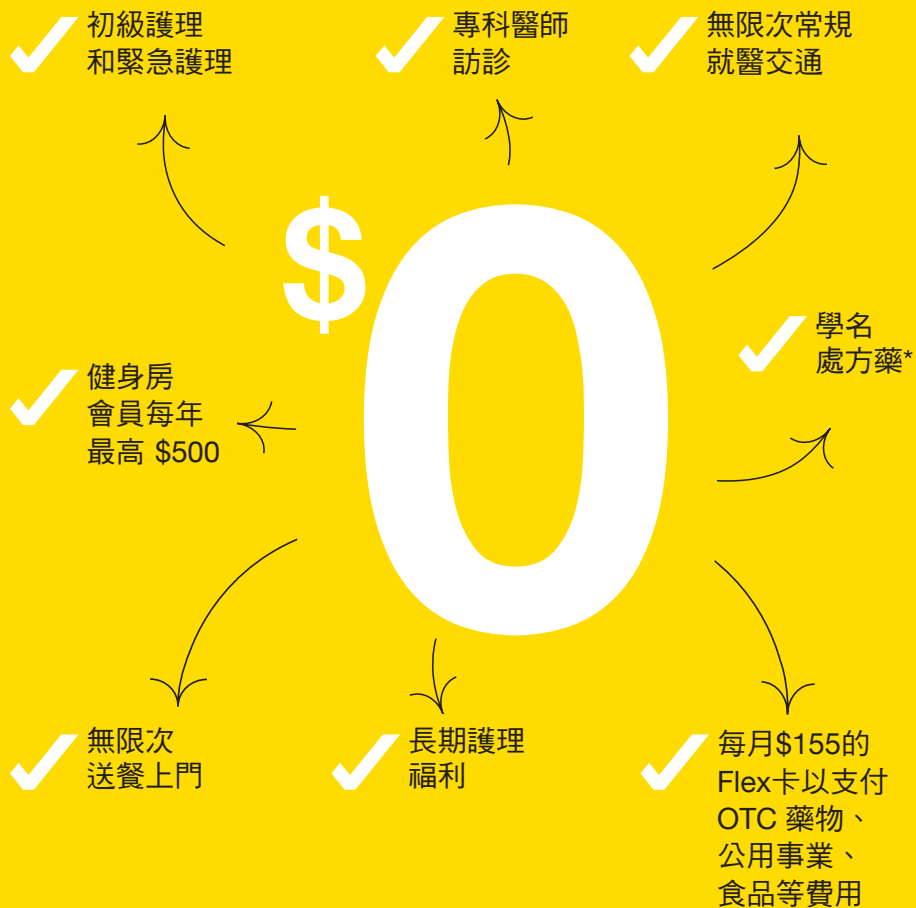 初級護理
和緊急護理
專科醫師
訪診
無限次常規
就醫交通
$0
學名
處方藥*
健身房
會員每年
最高 $500
無限次
送餐上門
長期護理
福利
每月$155的
Flex卡以支付
OTC 藥物、
公用事業、
食品等費用